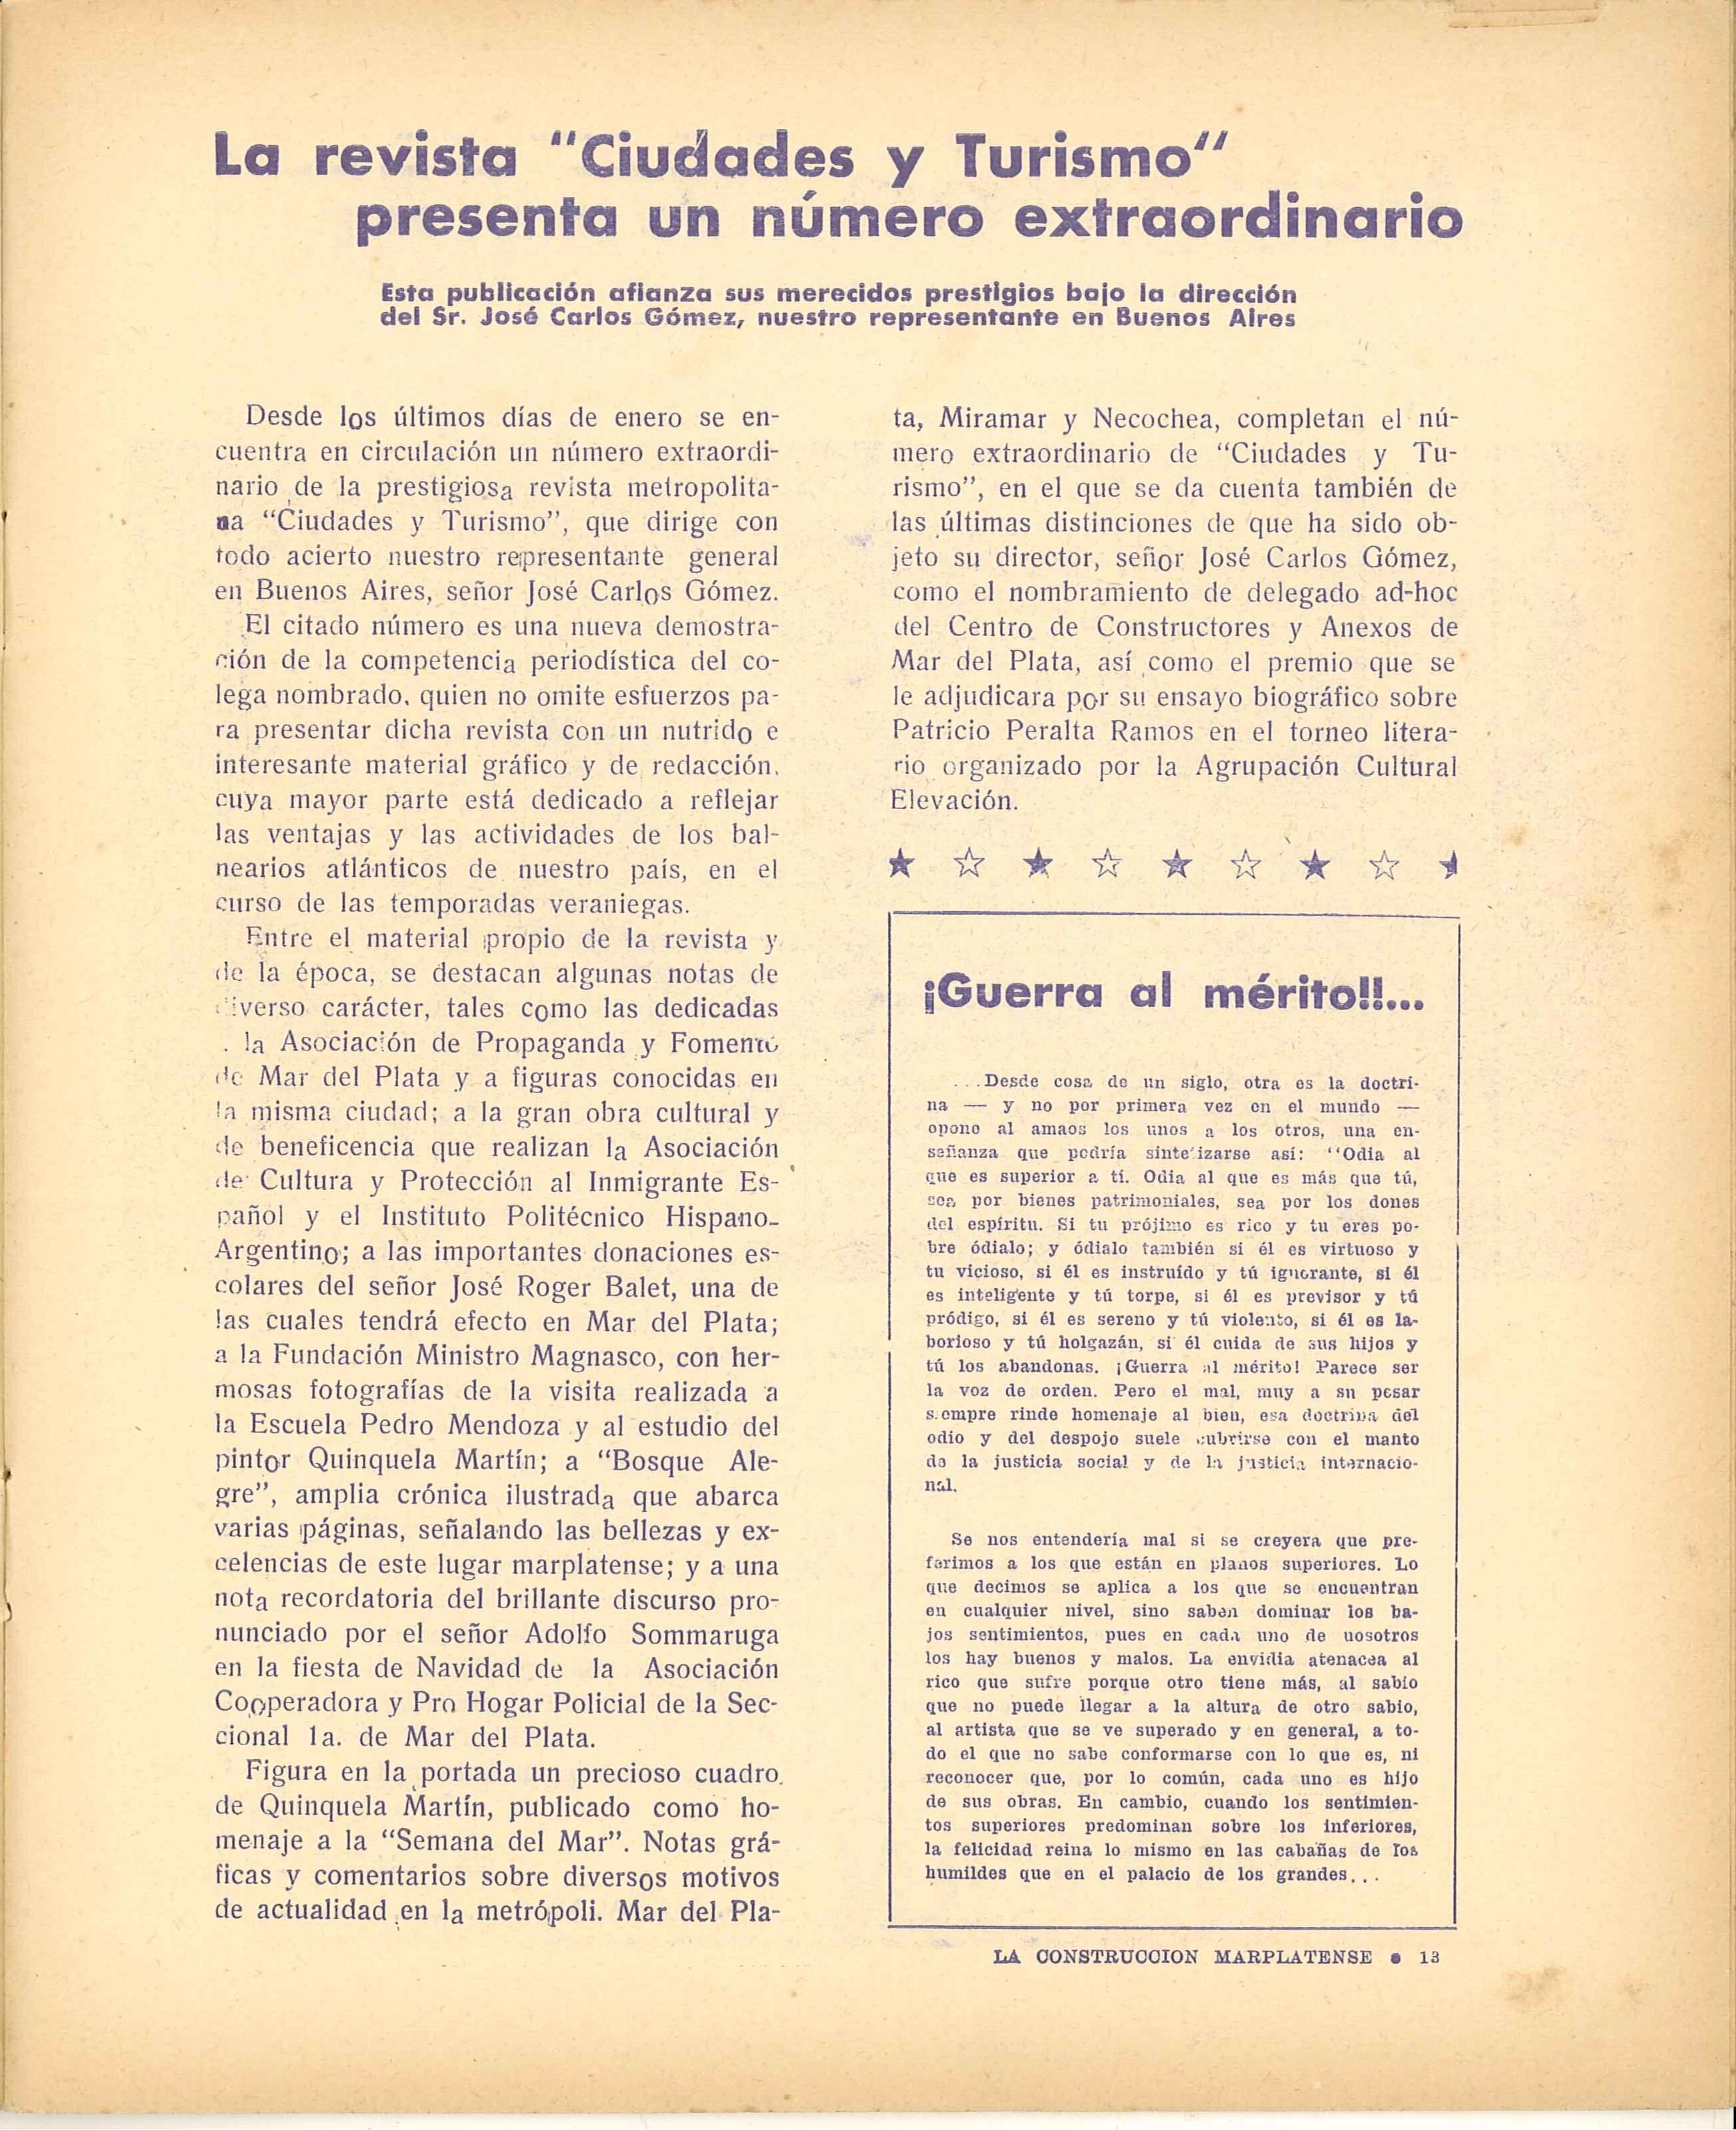 La revista "Ciudades y Turismo"
presenta un número extraordinario
Esta publicación afianza sus merecidos prestigios bajo la dirección
del Sr. José Carlos Gómez, nuestro representante en Buenos Aires
Desde los últimos días de enero se en-
cuentra en circulación un número extraordi-
nario de la prestigiosa revista metropolita-
na "Ciudades y Turismo", que dirige con
todo acierto nuestro representante general
en Buenos Aires, señor José Carlos Gómez.
El citado número es una nueva demostra-
ción de la competencia periodística del co-
lega nombrado, quien no omite esfuerzos pa-
ra presentar dicha revista con un nutrido e
interesante material gráfico y de redacción,
cuya mayor parte está dedicado a reflejar
las ventajas y las actividades de los bal-
nearios atlánticos de nuestro país, en el
curso de las temporadas veraniegas.
Entre el material propio de la revista y
de la época, se destacan algunas notas de
diverso carácter, tales como las dedicadas
la Asociación de Propaganda y Fomento
de Mar del Plata y a figuras conocidas en
la misma ciudad; a la gran obra cultural y
de beneficencia que realizan la Asociación
de Cultura y Protección al Inmigrante Es-
pañol y el Instituto Politécnico Hispano-
Argentino; a las importantes donaciones es-
colares del señor José Roger Balet, una de
las cuales tendrá efecto en Mar del Plata;
a la Fundación Ministro Magnasco, con her-
mosas fotografías de la visita realizada a
la Escuela Pedro Mendoza y al estudio del
pintor Quinquela Martín; a "Bosque Ale-
gre", amplia crónica ilustrada que abarca
varias páginas, señalando las bellezas y ex-
celencias de este lugar marplatense; y a una
nota recordatoria del brillante discurso pro-
nunciado por el señor Adolfo Sommaruga
en la fiesta de Navidad de la Asociación
Cooperadora y Pro Hogar Policial de la Sec-
cional 1a. de Mar del Plata.
Figura en la portada un precioso cuadro
de Quinquela Martín, publicado como ho-
menaje a la "Semana del Mar". Notas grá-
ficas y comentarios sobre diversos motivos
de actualidad en la metrópoli. Mar del Pla-
ta, Miramar y Necochea, completan el nú-
mero extraordinario de "Ciudades y Tu-
rismo", en el que se da cuenta también de
las últimas distinciones de que ha sido ob-
jeto su director, señor José Carlos Gómez,
como el nombramiento de delegado ad-hoc
del Centro de Constructores y Anexos de
Mar del Plata, así como el premio que se
le adjudicara por su ensayo biográfico sobre
Patricio Peralta Ramos en el torneo litera-
rio organizado por la Agrupación Cultural
Elevación.
¡Guerra al mérito!!...
...Desde cosa de un siglo, otra es la doctri-
na — y no por primera vez en el mundo —
opone al amaos los unos a los otros, una en-
señanza que podría sintetizarse así: "Odia al
que es superior a tí. Odia al que es más que tú,
sea por bienes patrimoniales, sea por los dones
del espíritu. Si tu prójimo es rico y tu eres po-
bre ódialo; y ódialo también si él es virtuoso y
tu vicioso, si él es instruído y tú ignorante, si él
es inteligente y tú torpe, si él es previsor y tú
pródigo, si él es sereno y tú violento, si él es la-
borioso y tú holgazán, si él cuida de sus hijos y
tú los abandonas. ¡Guerra al mérito! Parece ser
la voz de orden. Pero el mal, muy a su pesar
siempre rinde homenaje al bien, esa doctrina del
odio y del despojo suele cubrirse con el manto
de la justicia social y de la justicia internacio-
nal.
Se nos entendería mal si se creyera que pre-
ferimos a los que están en planos superiores. Lo
que decimos se aplica a los que se encuentran
en cualquier nivel, sino saben dominar los ba-
jos sentimientos, pues en cada uno de nosotros
los hay buenos y malos. La envidia atenacea al
rico que sufre porque otro tiene más, al sabio
que no puede llegar a la altura de otro sabio,
al artista que se ve superado y en general, a to-
do el que no sabe conformarse con lo que es, ni
reconocer que, por lo común, cada uno es hijo
de sus obras. En cambio, cuando los sentimien-
tos superiores predominan sobre los inferiores,
la felicidad reina lo mismo en las cabañas de los
humildes que en el palacio de los grandes...
LA CONSTRUCCION MARPLATENSE ● 13